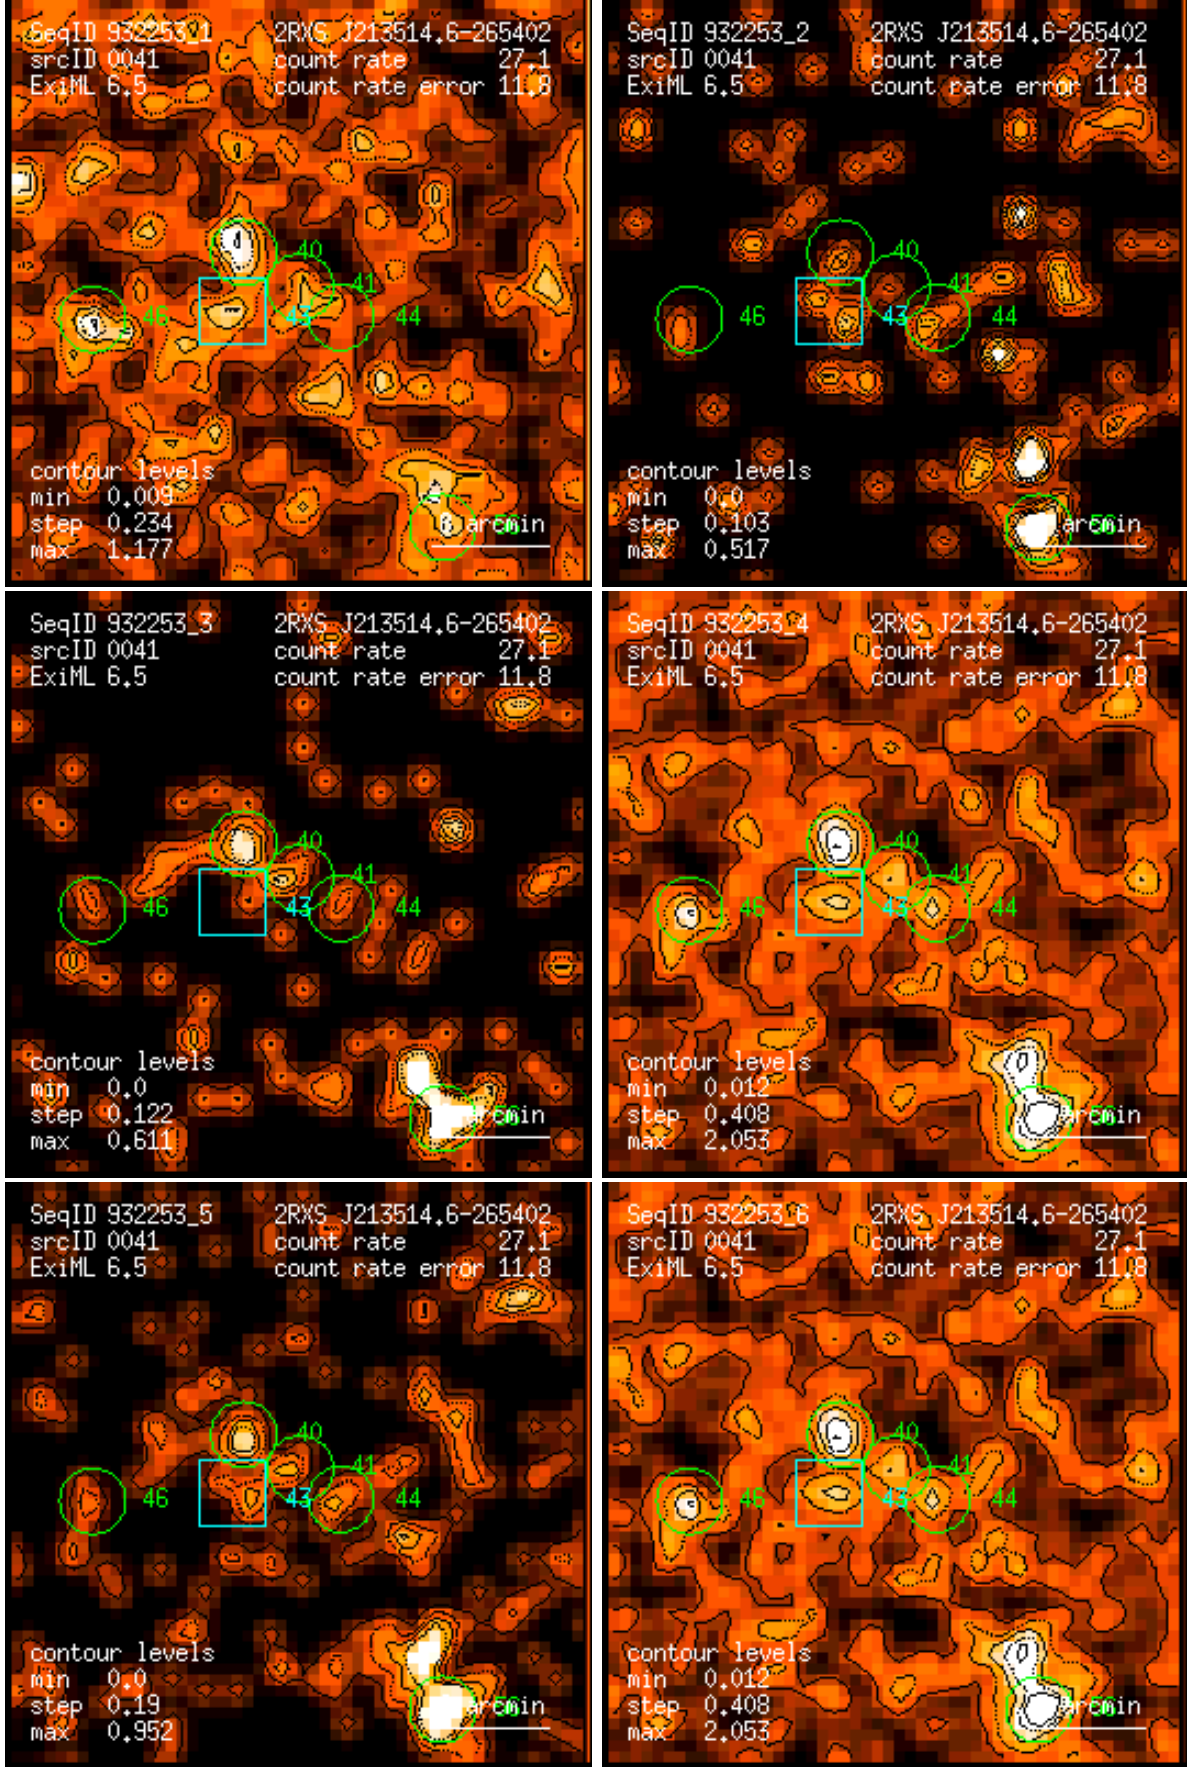 SeqID 932253_1 2RXS J213514.6-265402
srcID 0041 count rate 27.1
ExiML 6.5 count rate error 11.8
40
41
46 43 44
contour levels
min 0.009
step 0.234 arcmin
max 1.177
SeqID 932253_2 2RXS J213514.6-265402
srcID 0041 count rate 27.1
ExiML 6.5 count rate error 11.8
40
41
46 43 44
contour levels
min 0.0
step 0.103 arcmin
max 0.517
SeqID 932253_3 2RXS J213514.6-265402
srcID 0041 count rate 27.1
ExiML 6.5 count rate error 11.8
40
41
46 43 44
contour levels
min 0.0
step 0.122 arcmin
max 0.611
SeqID 932253_4 2RXS J213514.6-265402
srcID 0041 count rate 27.1
ExiML 6.5 count rate error 11.8
40
41
46 43 44
contour levels
min 0.012
step 0.408 arcmin
max 2.053
SeqID 932253_5 2RXS J213514.6-265402
srcID 0041 count rate 27.1
ExiML 6.5 count rate error 11.8
40
41
46 43 44
contour levels
min 0.0
step 0.19 arcmin
max 0.952
SeqID 932253_6 2RXS J213514.6-265402
srcID 0041 count rate 27.1
ExiML 6.5 count rate error 11.8
40
41
46 43 44
contour levels
min 0.012
step 0.408 arcmin
max 2.053